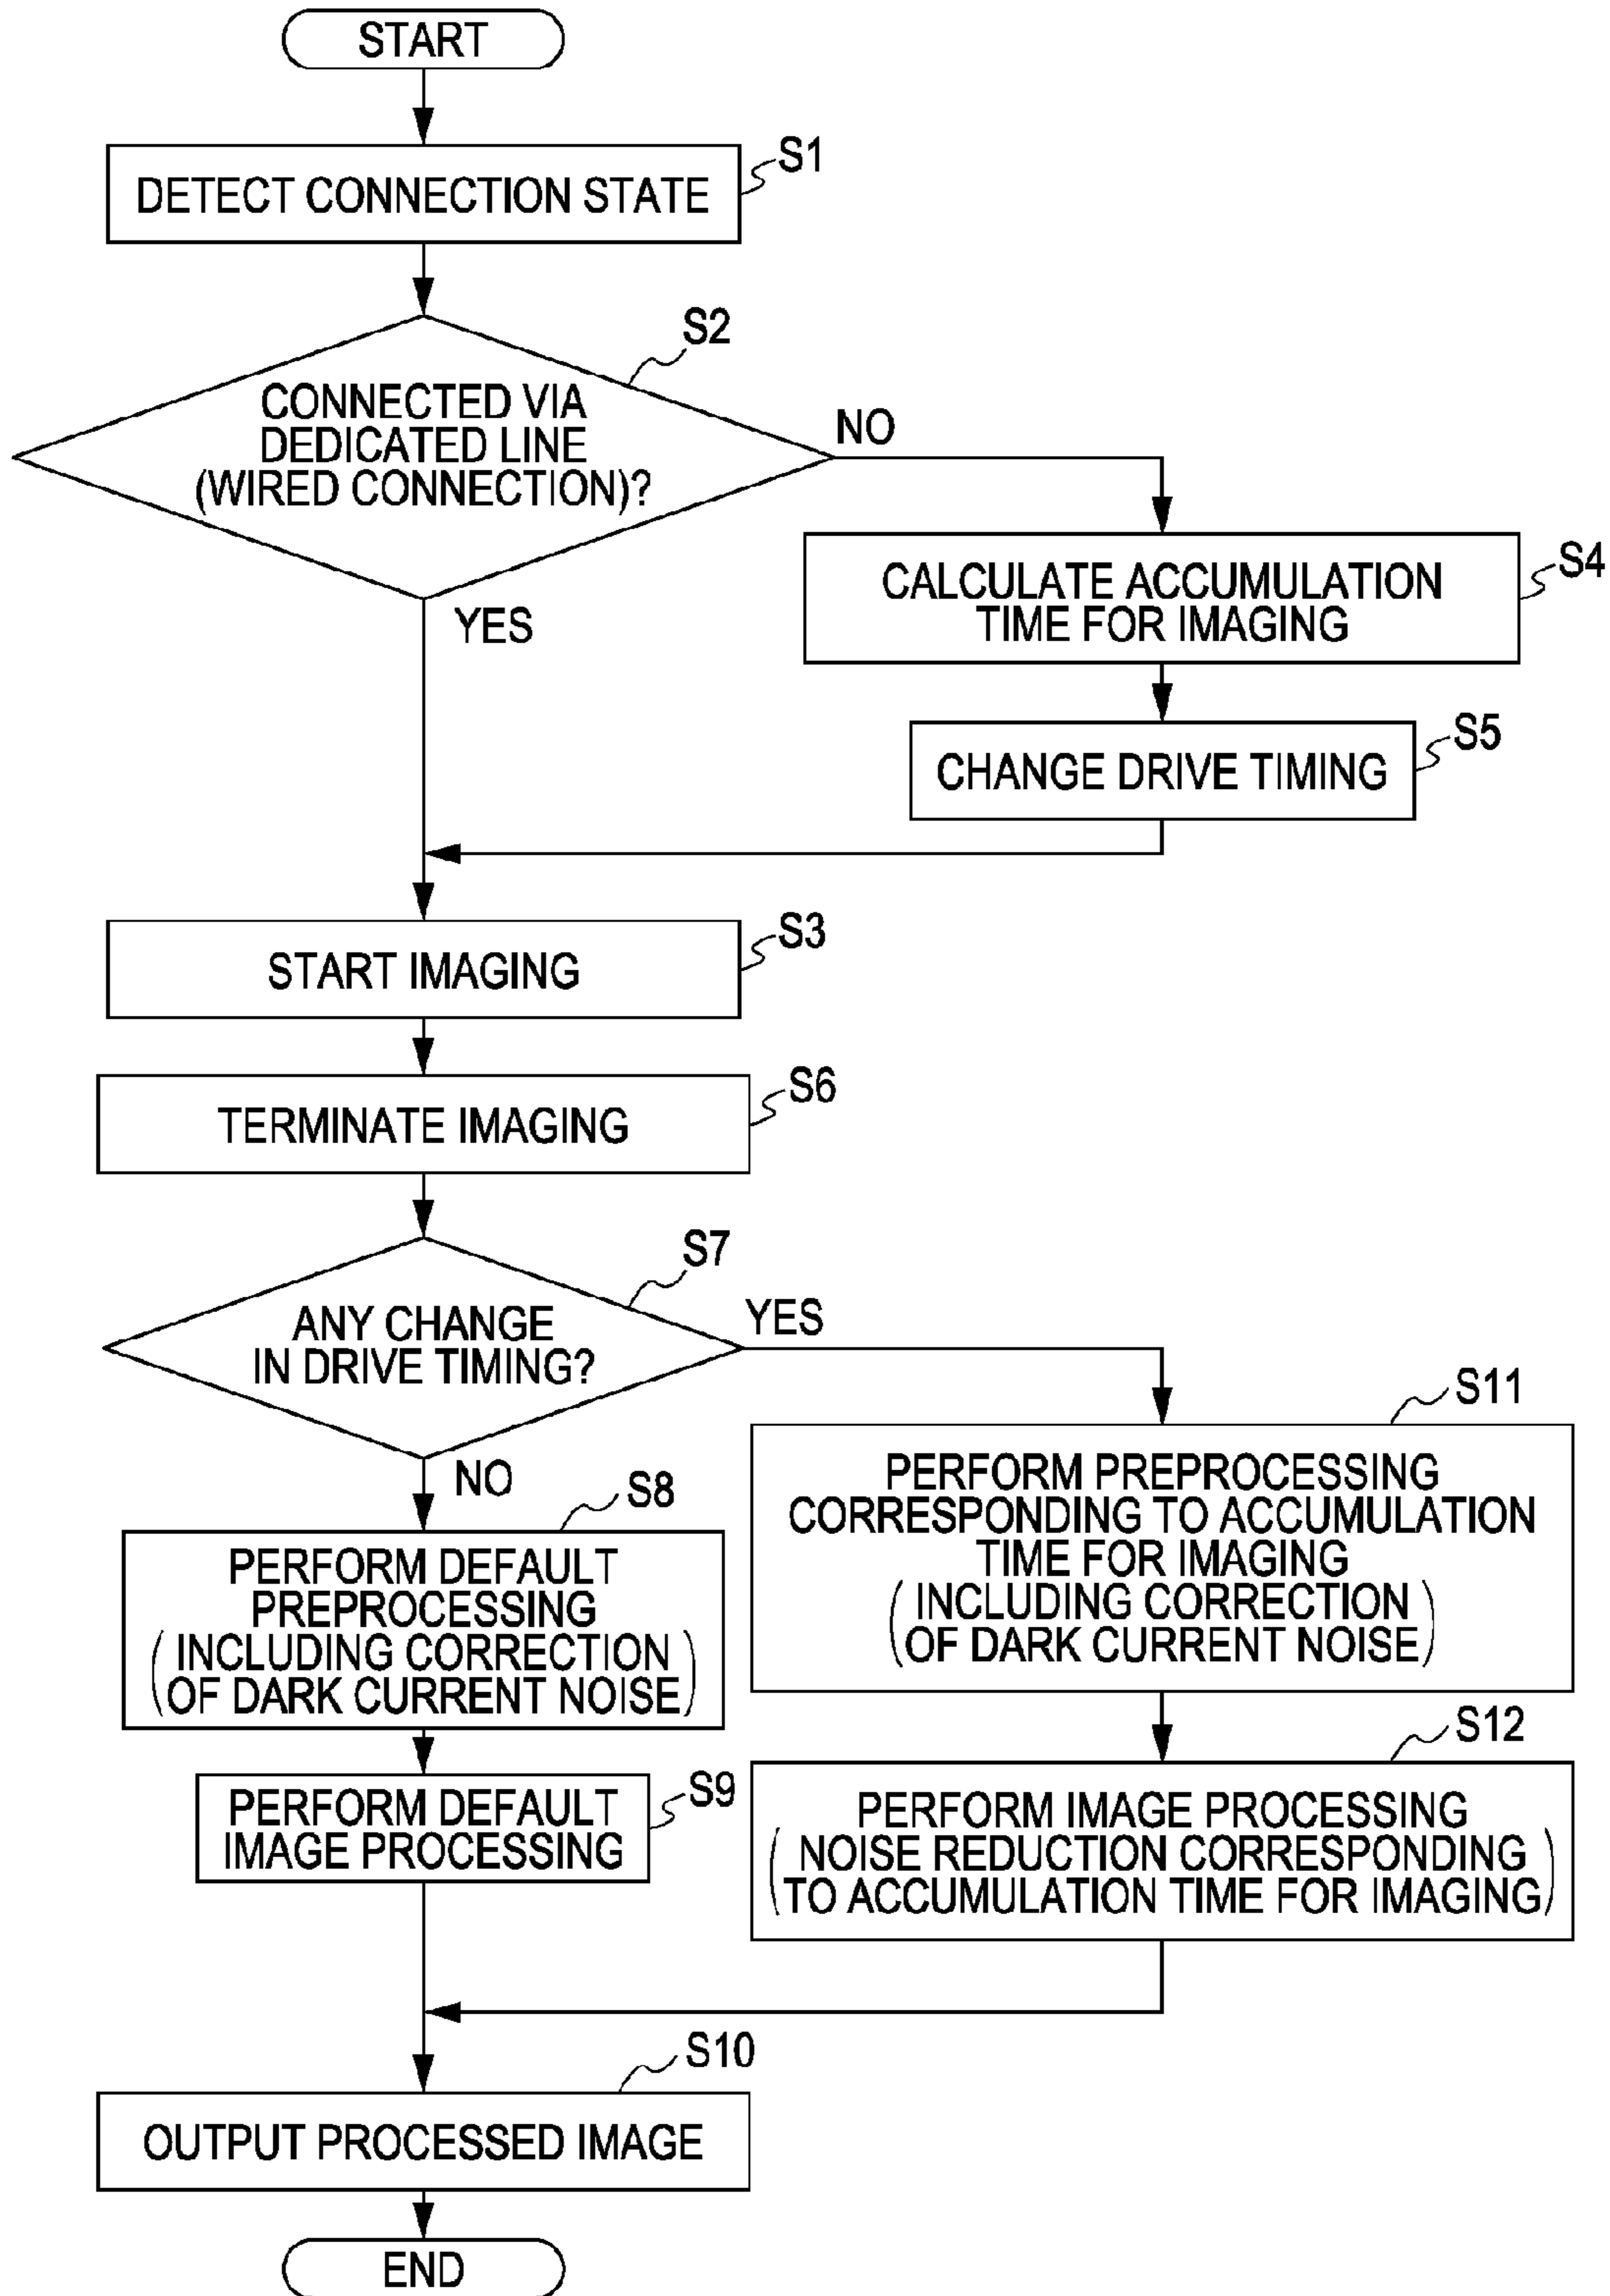 START
S1
DETECT CONNECTION STATE
S2
CONNECTED VIA
DEDICATED LINE
(WIRED CONNECTION)?
NO
YES
S4
CALCULATE ACCUMULATION
TIME FOR IMAGING
S5
CHANGE DRIVE TIMING
S3
START IMAGING
S6
TERMINATE IMAGING
S7
ANY CHANGE
IN DRIVE TIMING?
YES
NO
S8
PERFORM DEFAULT
PREPROCESSING
(INCLUDING CORRECTION
OF DARK CURRENT NOISE)
S9
PERFORM DEFAULT
IMAGE PROCESSING
S11
PERFORM PREPROCESSING
CORRESPONDING TO ACCUMULATION
TIME FOR IMAGING
(INCLUDING CORRECTION
OF DARK CURRENT NOISE)
S12
PERFORM IMAGE PROCESSING
(NOISE REDUCTION CORRESPONDING
TO ACCUMULATION TIME FOR IMAGING)
S10
OUTPUT PROCESSED IMAGE
END